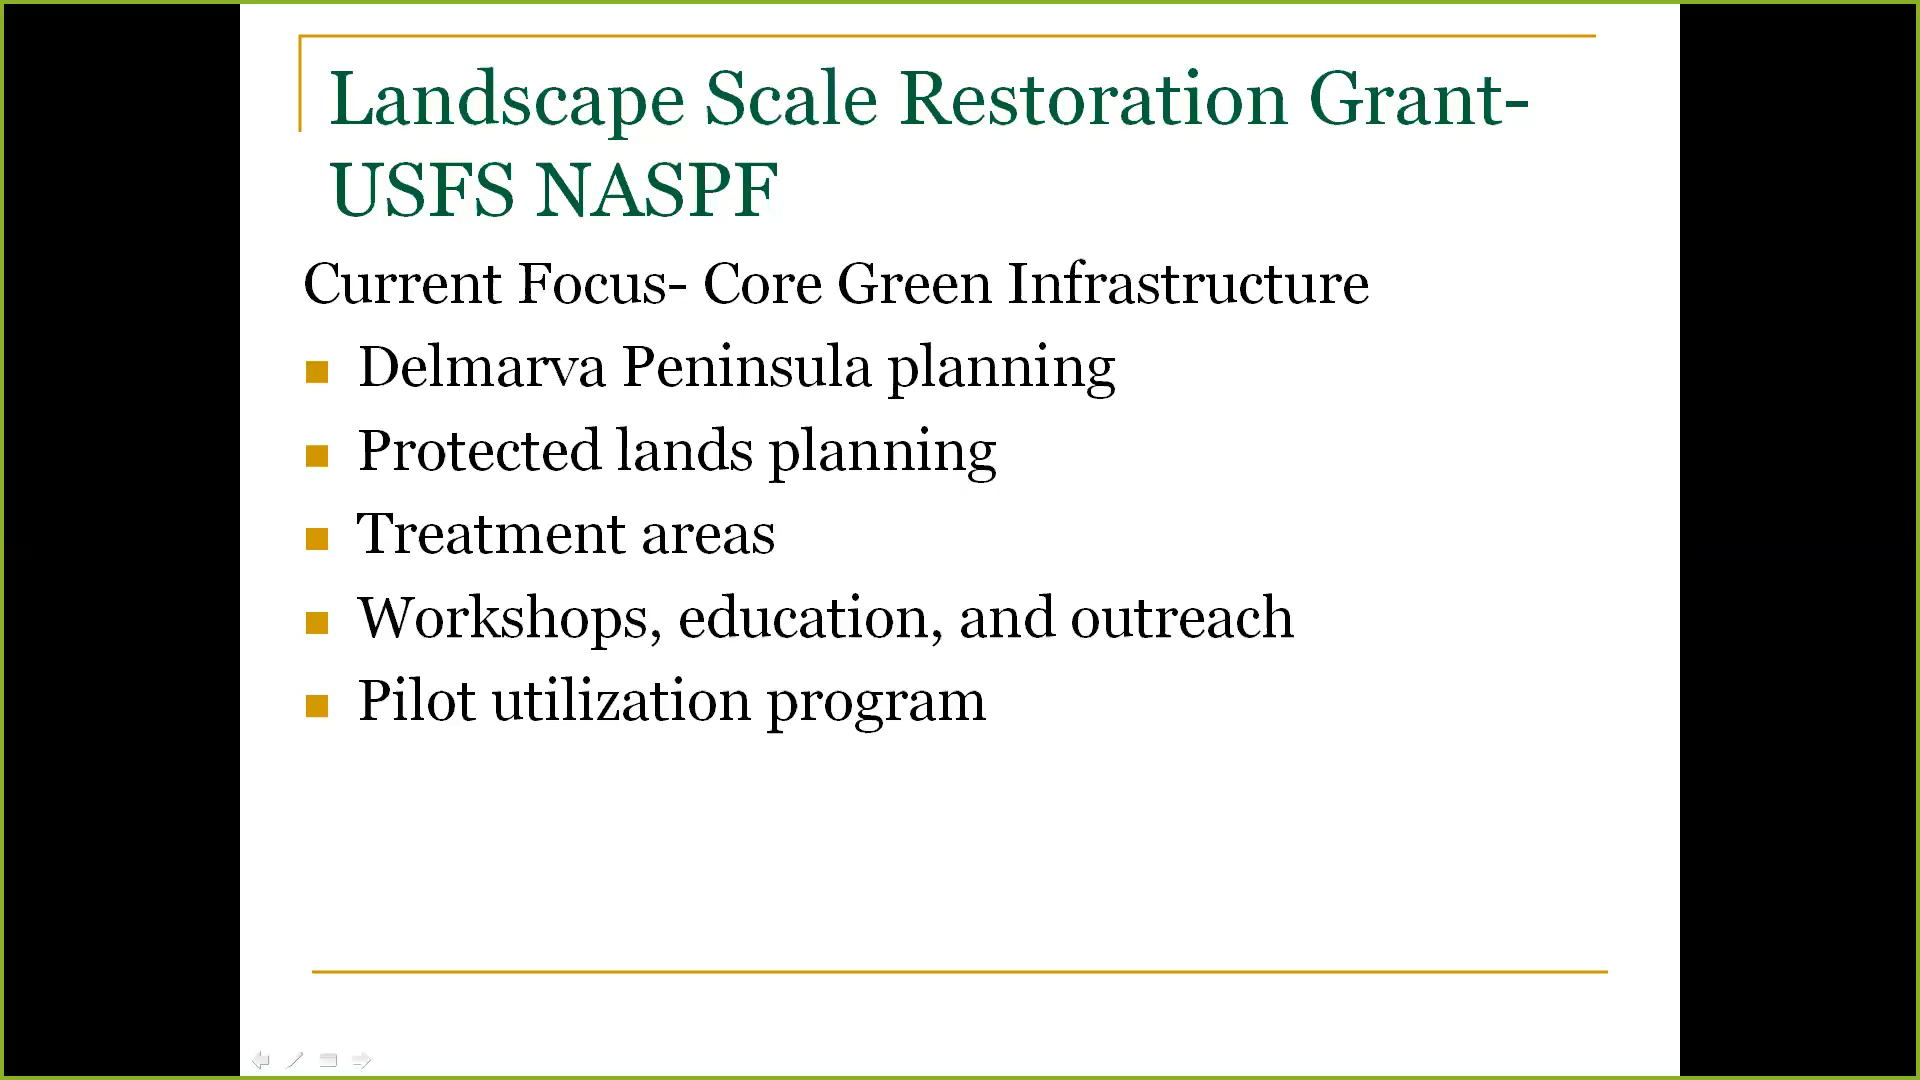 Landscape Scale Restoration Grant-
USFS NASPF
Current Focus- Core Green Infrastructure
Delmarva Peninsula planning
Protected lands planning
Treatment areas
Workshops, education, and outreach
Pilot utilization program